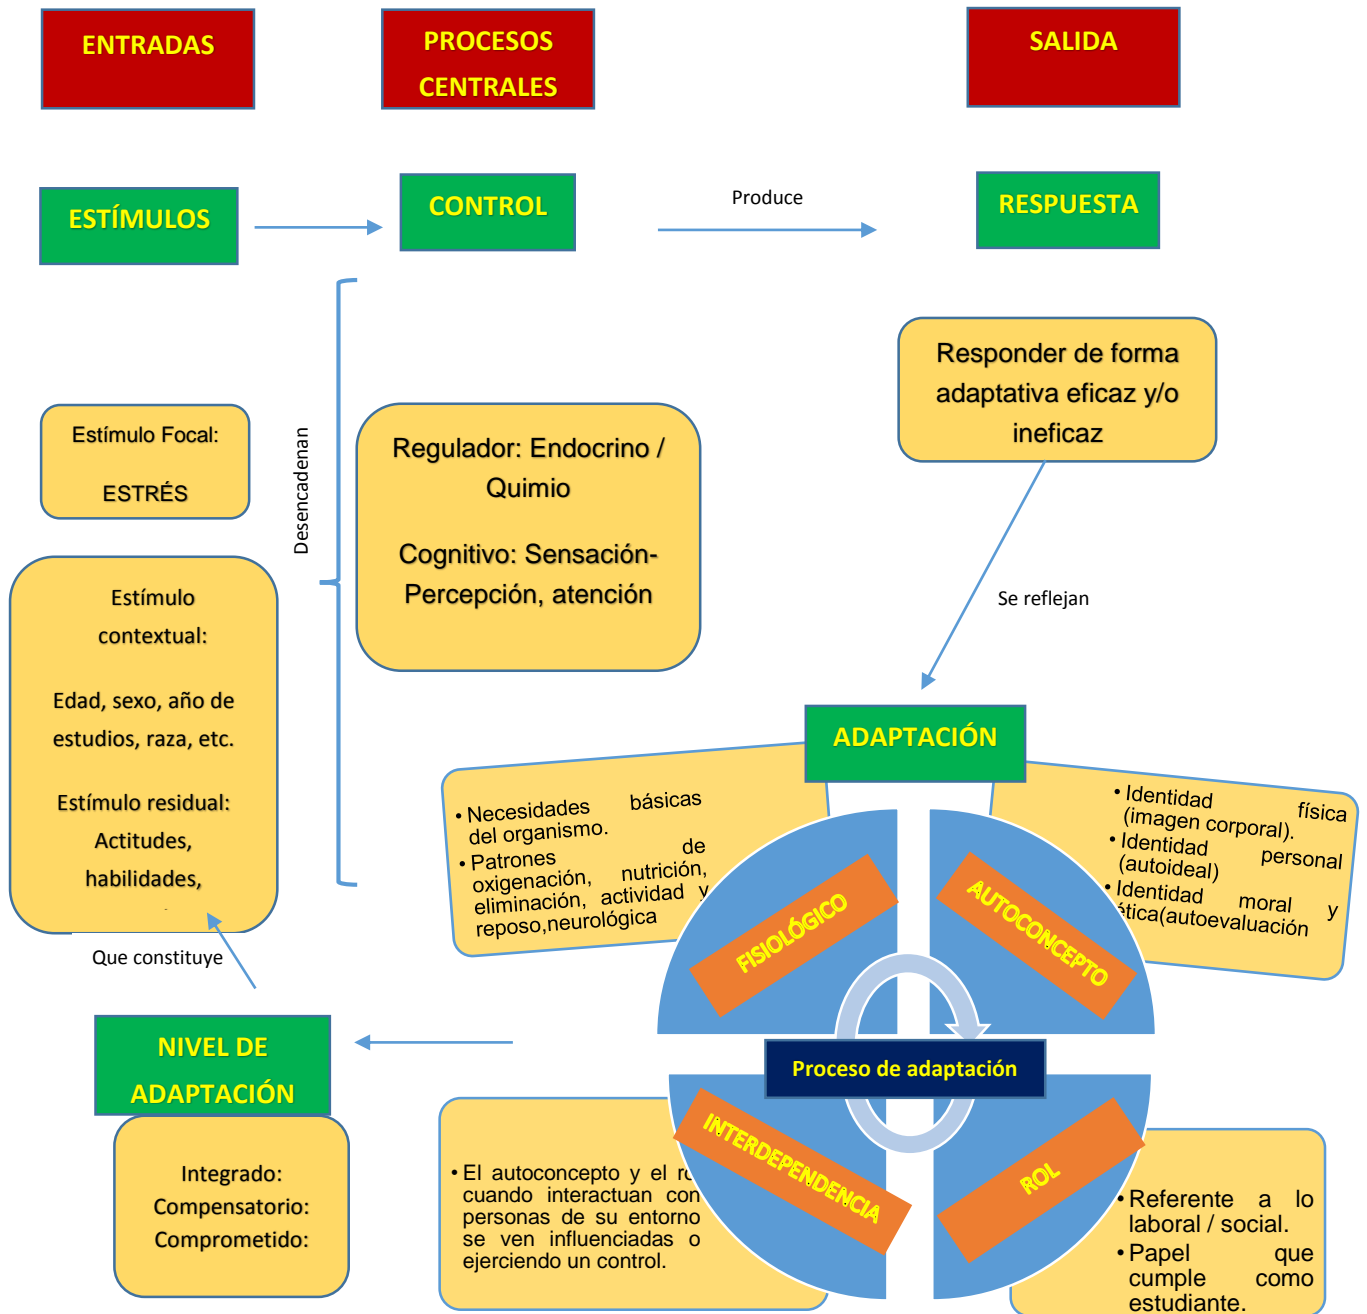 ENTRADAS
PROCESOS
CENTRALES
SALIDA
ESTÍMULOS
CONTROL
Produce
RESPUESTA
Estímulo Focal:
ESTRÉS
Estímulo
contextual:
Edad, sexo, año de
estudios, raza, etc.
Estímulo residual:
Actitudes,
habilidades,
Desencadenan
Regulador: Endocrino /
Quimio
Cognitivo: Sensación-
Percepción, atención
Responder de forma
adaptativa eficaz y/o
ineficaz
Se reflejan
ADAPTACIÓN
• Necesidades básicas
del organismo.
• Patrones de
oxigenación, nutrición,
eliminación, actividad y
reposo,neurológica
• Identidad física
(imagen corporal).
• Identidad personal
(autoideal)
• Identidad moral y
ética(autoevaluación
FISIOLÓGICO
AUTOCONCEPTO
Proceso de adaptación
INTERDEPENDENCIA
ROL
Que constituye
NIVEL DE
ADAPTACIÓN
Integrado:
Compensatorio:
Comprometido:
• El autoconcepto y el
cuando interactuan con
personas de su entorno
se ven influenciadas o
ejerciendo un control.
• Referente a lo
laboral / social.
• Papel que
cumple como
estudiante.